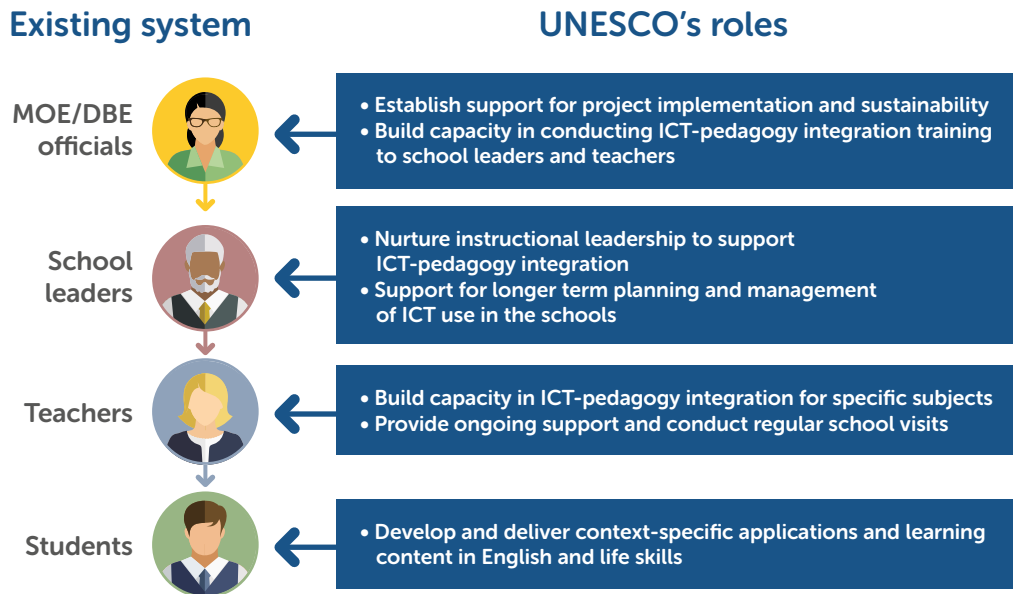 Existing system
UNESCO’s roles
MOE/DBE
officials
• Establish support for project implementation and sustainability
• Build capacity in conducting ICT-pedagogy integration training
to school leaders and teachers
School
leaders
• Nurture instructional leadership to support
ICT-pedagogy integration
• Support for longer term planning and management
of ICT use in the schools
Teachers
• Build capacity in ICT-pedagogy integration for specific subjects
• Provide ongoing support and conduct regular school visits
Students
• Develop and deliver context-specific applications and learning
content in English and life skills